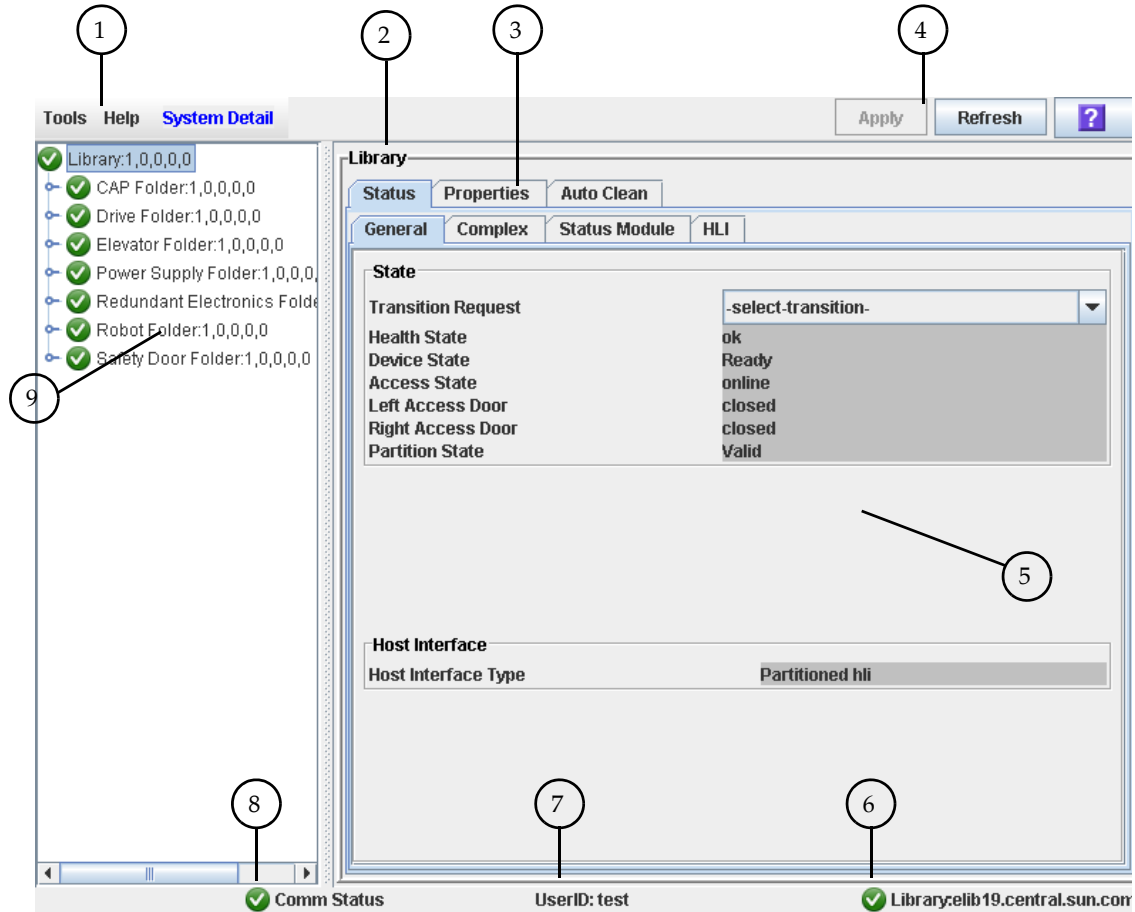 1
2
3
4
Tools Help System Detail
Apply Refresh ?
Library:1,0,0,0,0
CAP Folder:1,0,0,0,0
Drive Folder:1,0,0,0,0
Elevator Folder:1,0,0,0,0
Power Supply Folder:1,0,0,0,
Redundant Electronics Folde
Robot Folder:1,0,0,0,0
Safety Door Folder:1,0,0,0,0
9
Library
Status Properties Auto Clean
General Complex Status Module HLI
State
Transition Request -select-transition-
Health State ok
Device State Ready
Access State online
Left Access Door closed
Right Access Door closed
Partition State Valid
5
Host Interface
Host Interface Type Partitioned hli
8
7
6
Comm Status UserID: test Library:elib19.central.sun.com